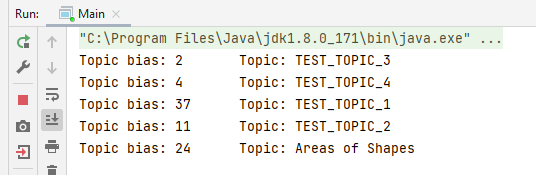 Run: Main
"C:\Program Files\Java\jdk1.8.0_171\bin\java.exe" ...
Topic bias: 2 Topic: TEST_TOPIC_3
Topic bias: 4 Topic: TEST_TOPIC_4
Topic bias: 37 Topic: TEST_TOPIC_1
Topic bias: 11 Topic: TEST_TOPIC_2
Topic bias: 24 Topic: Areas of Shapes